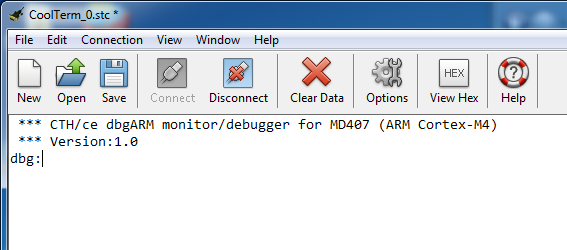 CoolTerm_0.stc *
File Edit Connection View Window Help
HEX
New Open Save Connect Disconnect Clear Data Options View Hex Help
*** CTH/ce dbgARM monitor/debugger for MD407 (ARM Cortex-M4)
*** Version:1.0
dbg: